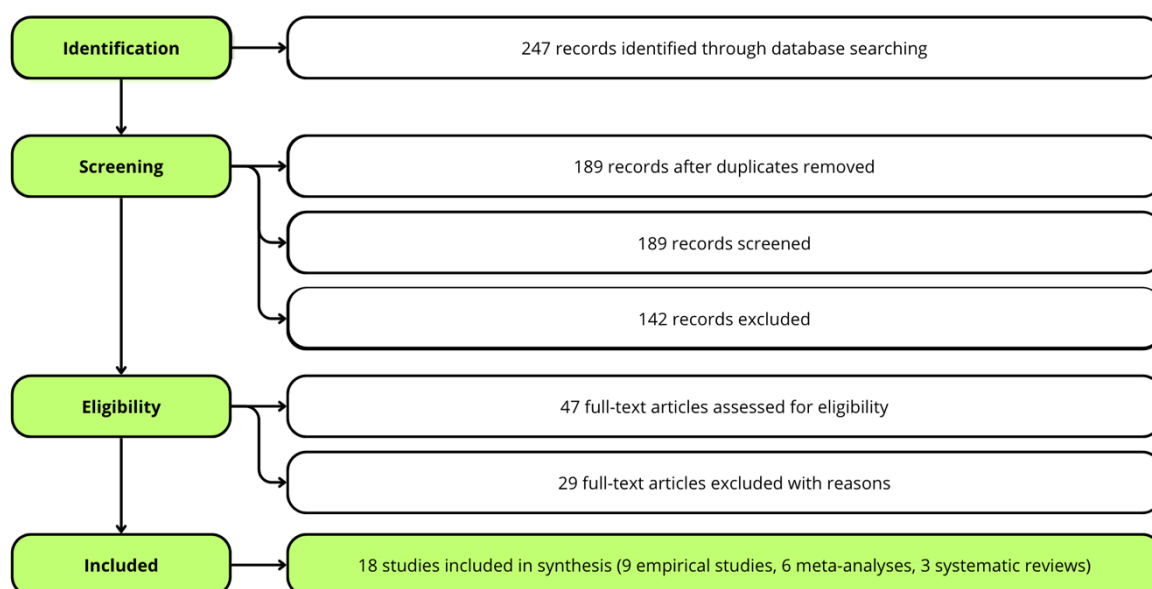 Identification
247 records identified through database searching
Screening
189 records after duplicates removed
189 records screened
142 records excluded
Eligibility
47 full-text articles assessed for eligibility
29 full-text articles excluded with reasons
Included
18 studies included in synthesis (9 empirical studies, 6 meta-analyses, 3 systematic reviews)